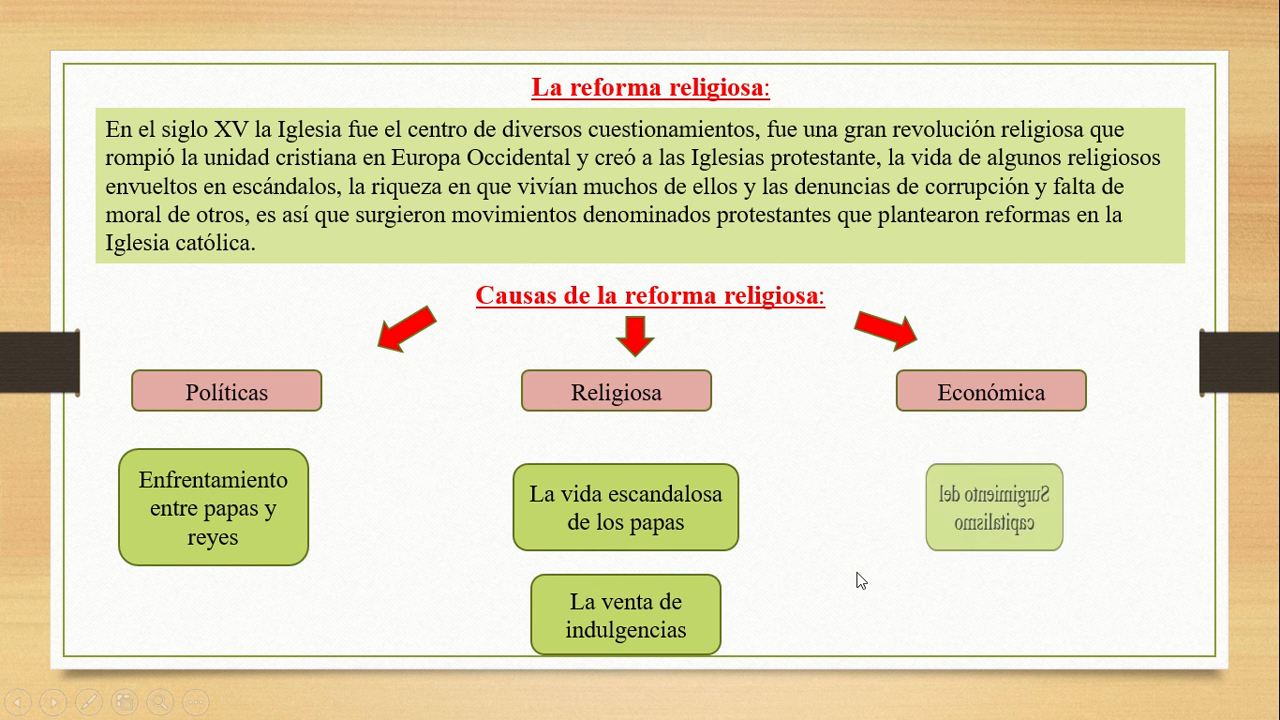 La reforma religiosa:
En el siglo XV la Iglesia fue el centro de diversos cuestionamientos, fue una gran revolución religiosa que
rompió la unidad cristiana en Europa Occidental y creó a las Iglesias protestante, la vida de algunos religiosos
envueltos en escándalos, la riqueza en que vivían muchos de ellos y las denuncias de corrupción y falta de
moral de otros, es así que surgieron movimientos denominados protestantes que plantearon reformas en la
Iglesia católica.
Causas de la reforma religiosa:
Políticas
Religiosa
Económica
Enfrentamiento
entre papas y
reyes
La vida escandalosa
de los papas
Surgimiento del
capitalismo
La venta de
indulgencias